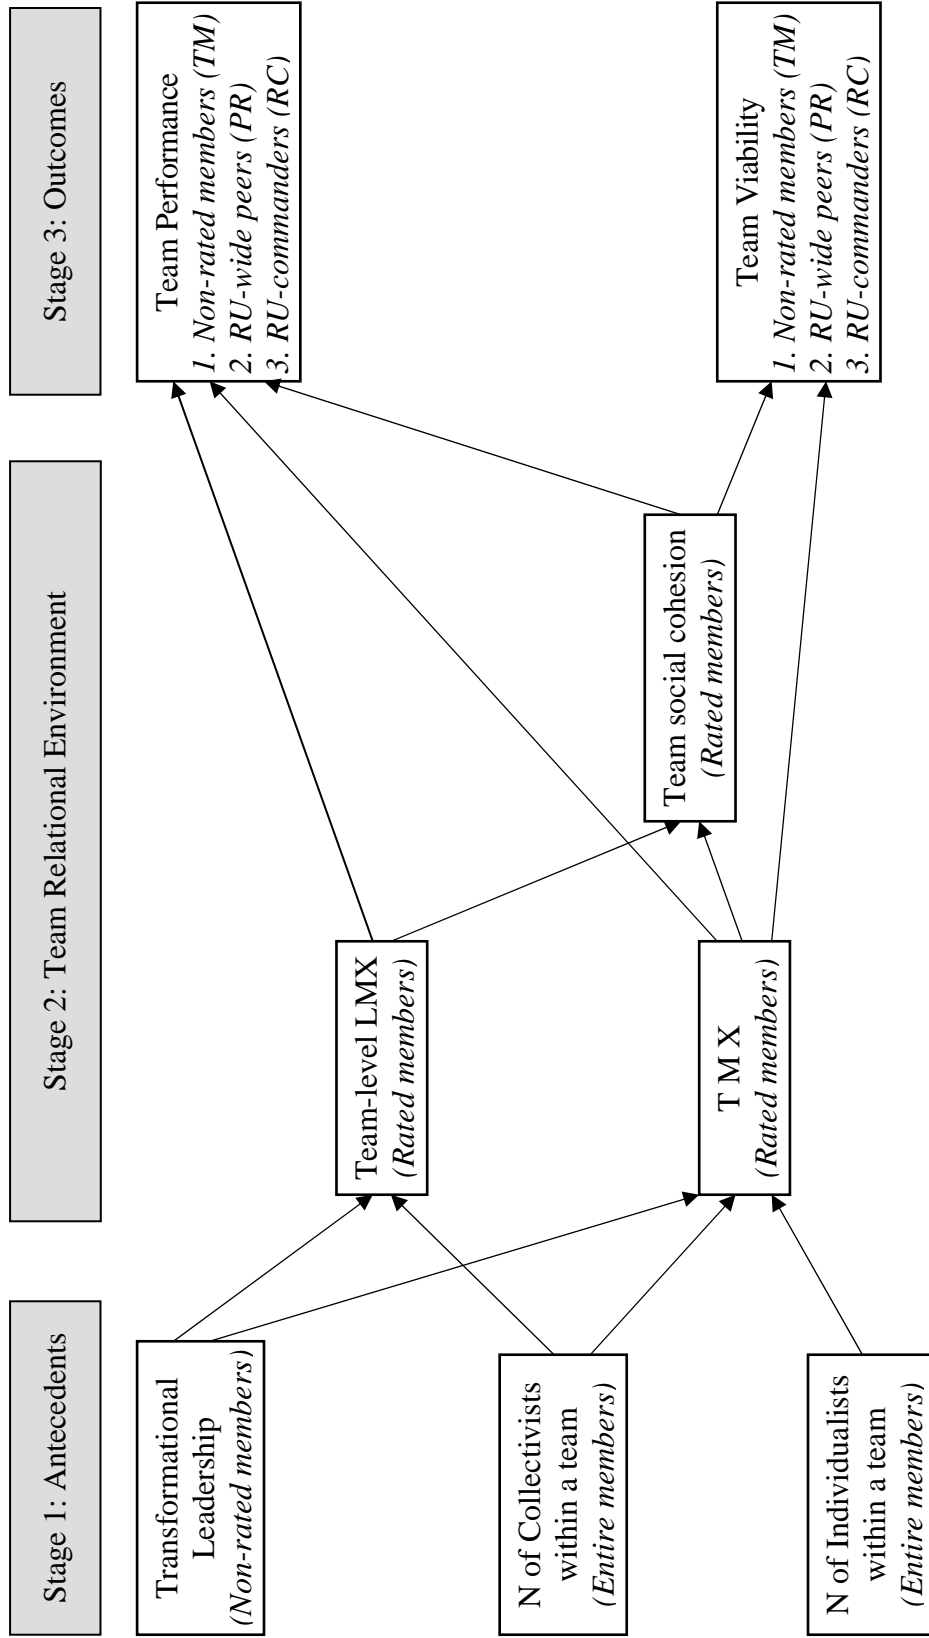 Stage 1: Antecedents
Stage 2: Team Relational Environment
Stage 3: Outcomes
Transformational
Leadership
(Non-rated members)
N of Collectivists
within a team
(Entire members)
N of Individualists
within a team
(Entire members)
Team-level LMX
(Rated members)
T M X
(Rated members)
Team social cohesion
(Rated members)
Team Performance
1. Non-rated members (TM)
2. RU-wide peers (PR)
3. RU-commanders (RC)
Team Viability
1. Non-rated members (TM)
2. RU-wide peers (PR)
3. RU-commanders (RC)